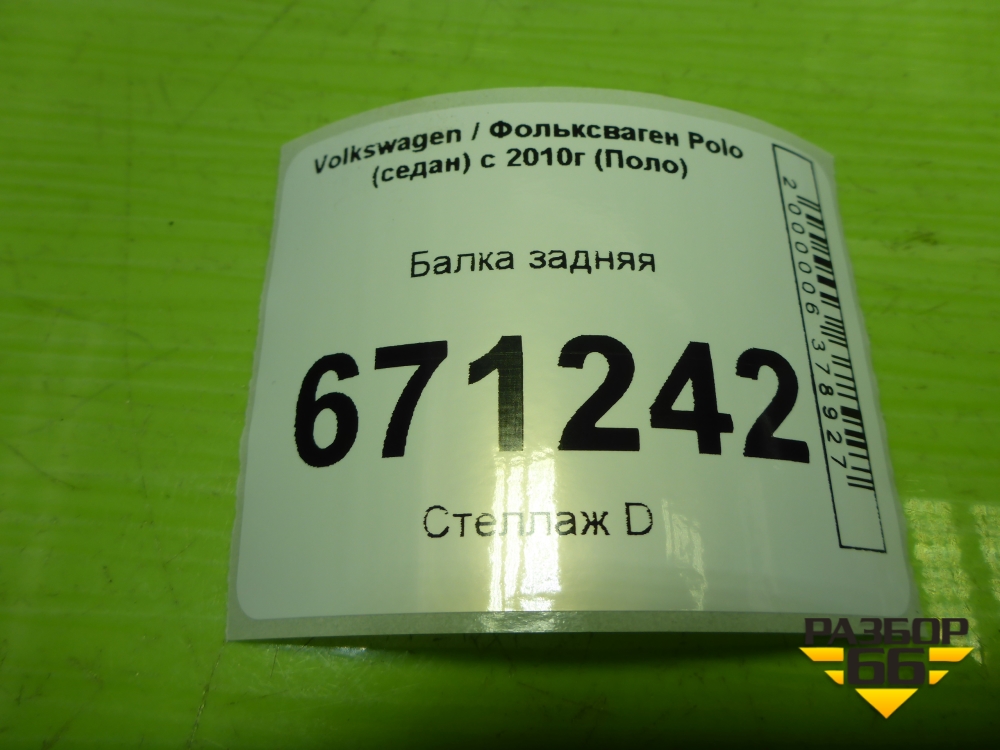 Volkswagen / Фольксваген Polo
(седан) с 2010г (Поло)
Балка задняя
671242
Стеллаж D
2000006378927
РАЗБОР
66